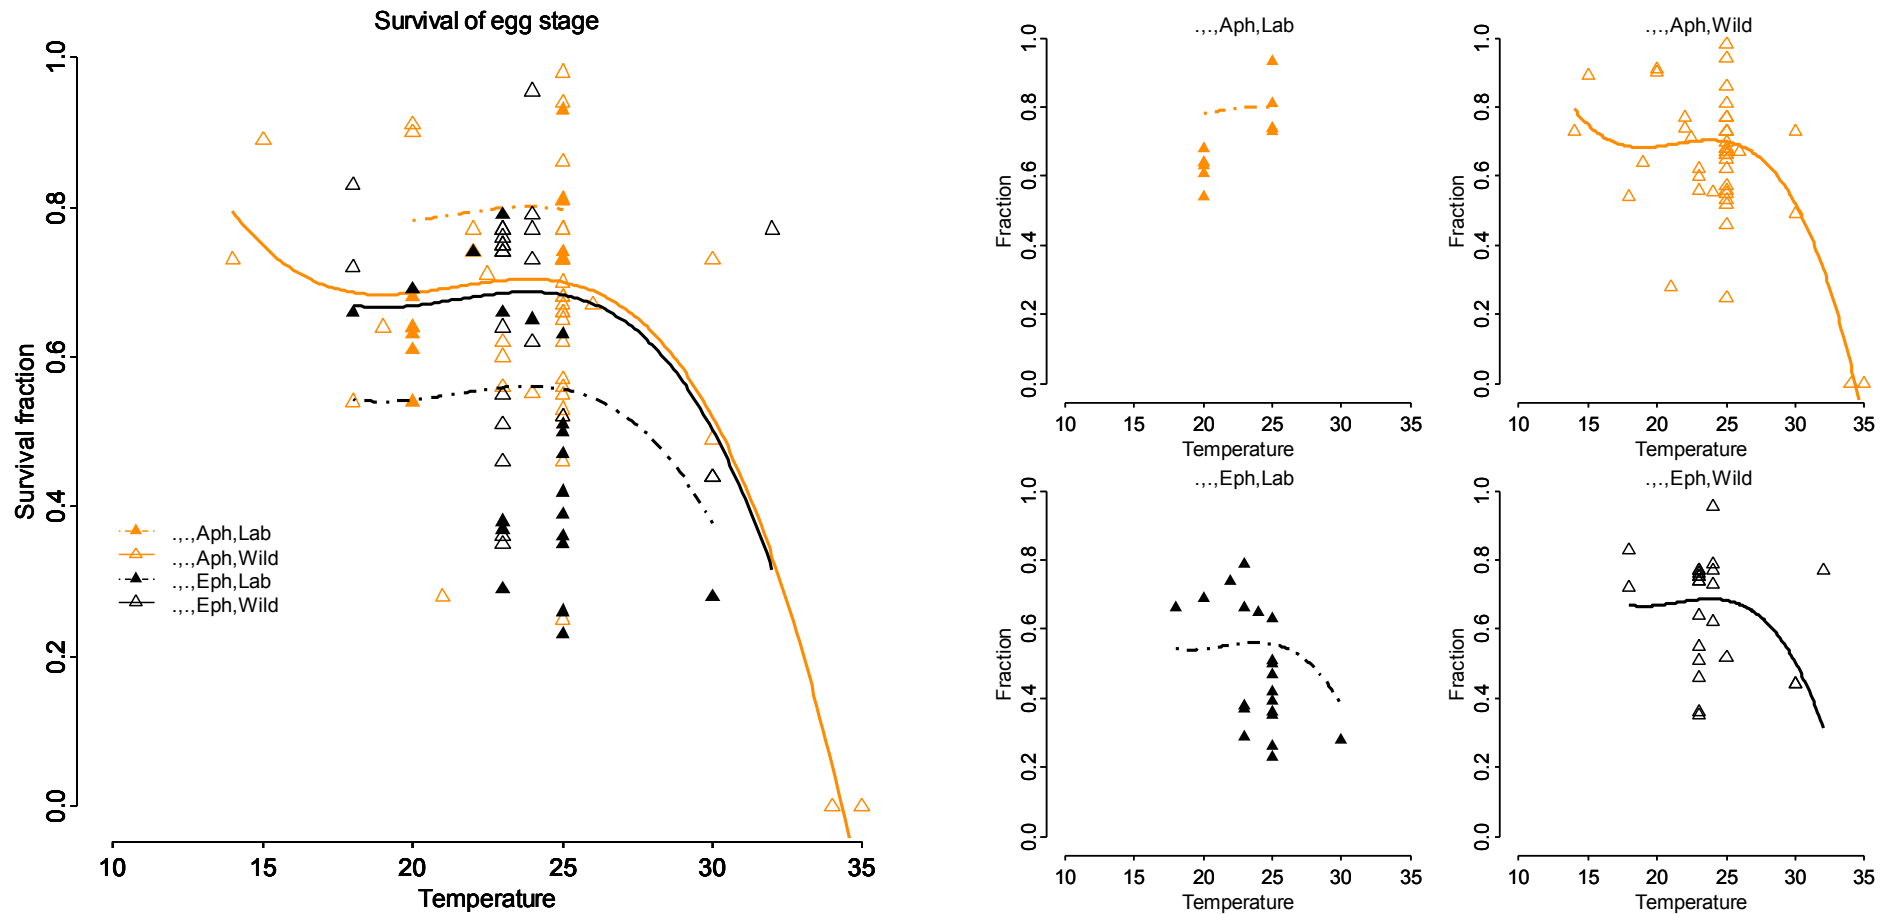 Survival of egg stage
Survival fraction
1.0
0.8
0.6
0.4
0.2
0.0
.,.,Aph,Lab
.,.,Aph,Wild
.,.,Eph,Lab
.,.,Eph,Wild
10 15 20 25 30 35
Temperature
.,.,Aph,Lab
Fraction
1.0
0.8
0.6
0.4
0.2
0.0
10 15 20 25 30 35
Temperature
.,.,Aph,Wild
Fraction
1.0
0.8
0.6
0.4
0.2
0.0
10 15 20 25 30 35
Temperature
.,.,Eph,Lab
Fraction
1.0
0.8
0.6
0.4
0.2
0.0
10 15 20 25 30 35
Temperature
.,.,Eph,Wild
Fraction
1.0
0.8
0.6
0.4
0.2
0.0
10 15 20 25 30 35
Temperature